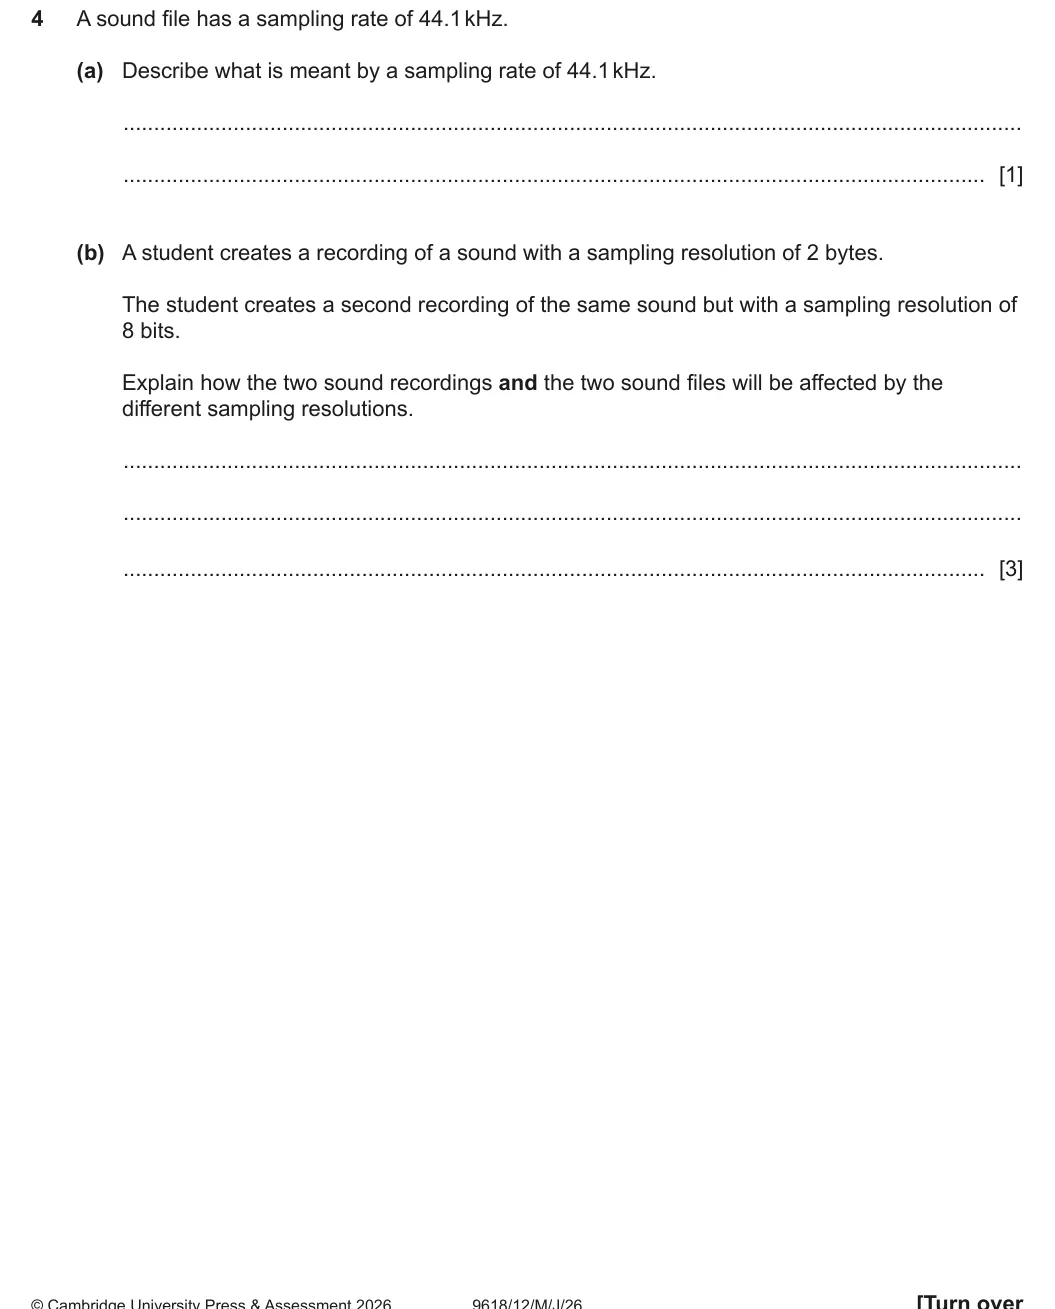 4 A sound file has a sampling rate of 44.1 kHz.
(a) Describe what is meant by a sampling rate of 44.1 kHz.
..........................................................................................................................................................
.................................................................................................................................................... [1]
(b) A student creates a recording of a sound with a sampling resolution of 2 bytes.
The student creates a second recording of the same sound but with a sampling resolution of
8 bits.
Explain how the two sound recordings and the two sound files will be affected by the
different sampling resolutions.
..........................................................................................................................................................
..........................................................................................................................................................
.................................................................................................................................................... [3]
© Cambridge University Press & Assessment 2026 9618/12/M/J/26 [Turn over